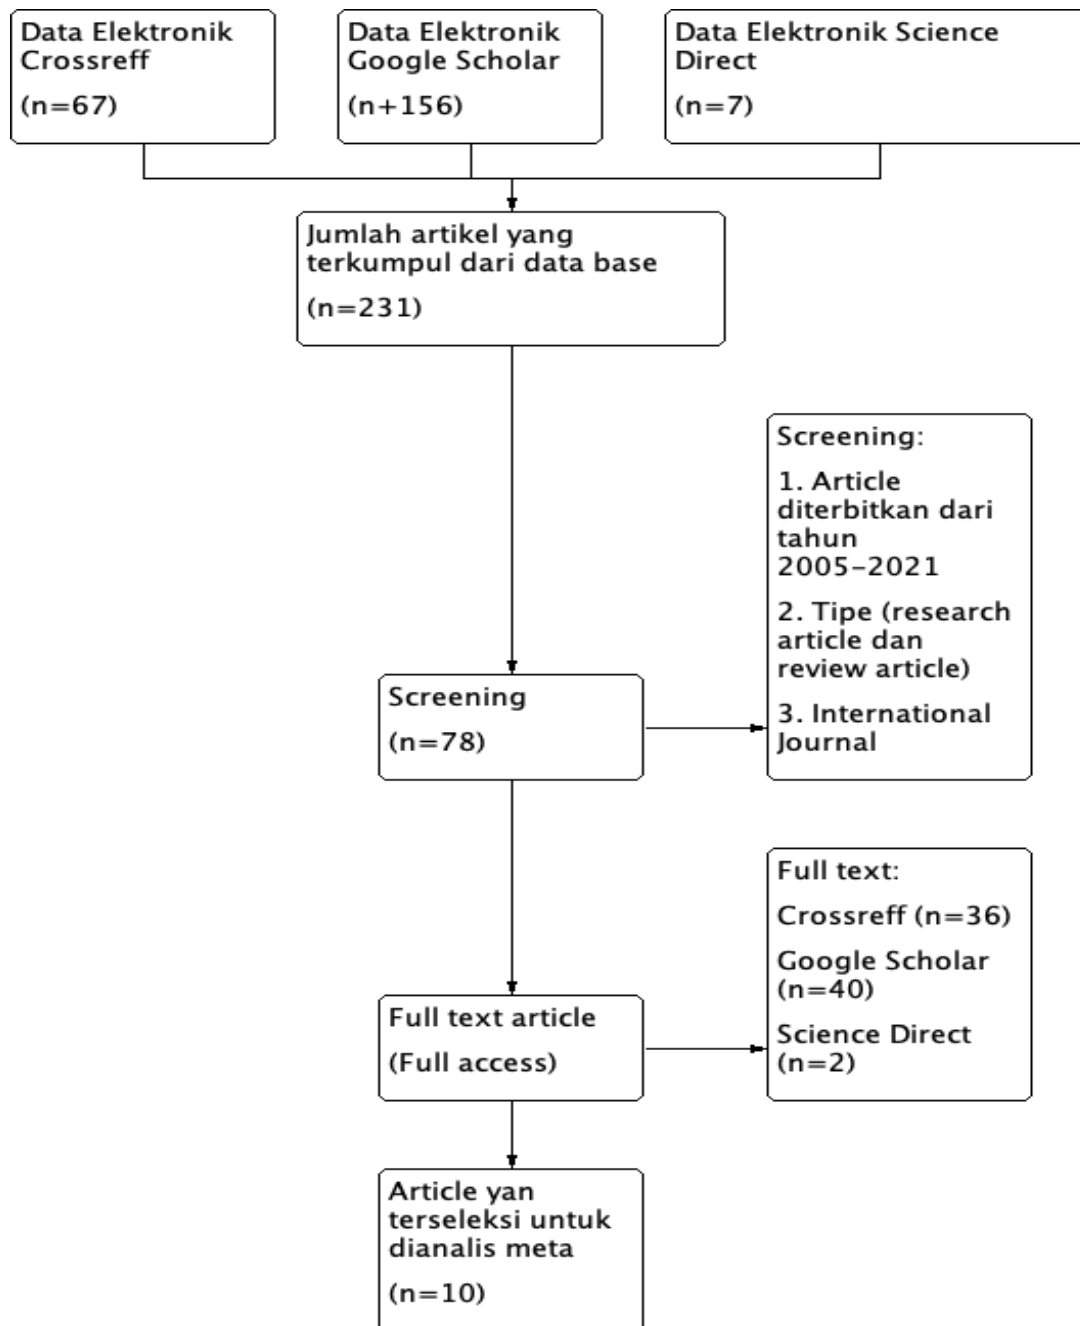 Data Elektronik
Crossreff
(n=67)
Data Elektronik
Google Scholar
(n+156)
Data Elektronik Science
Direct
(n=7)
Jumlah artikel yang
terkumpul dari data base
(n=231)
Screening:
1. Article
diterbitkan dari
tahun
2005–2021
2. Tipe (research
article dan
review article)
3. International
Journal
Screening
(n=78)
Full text:
Crossreff (n=36)
Google Scholar
(n=40)
Science Direct
(n=2)
Full text article
(Full access)
Article yan
terseleksi untuk
dianalis meta
(n=10)